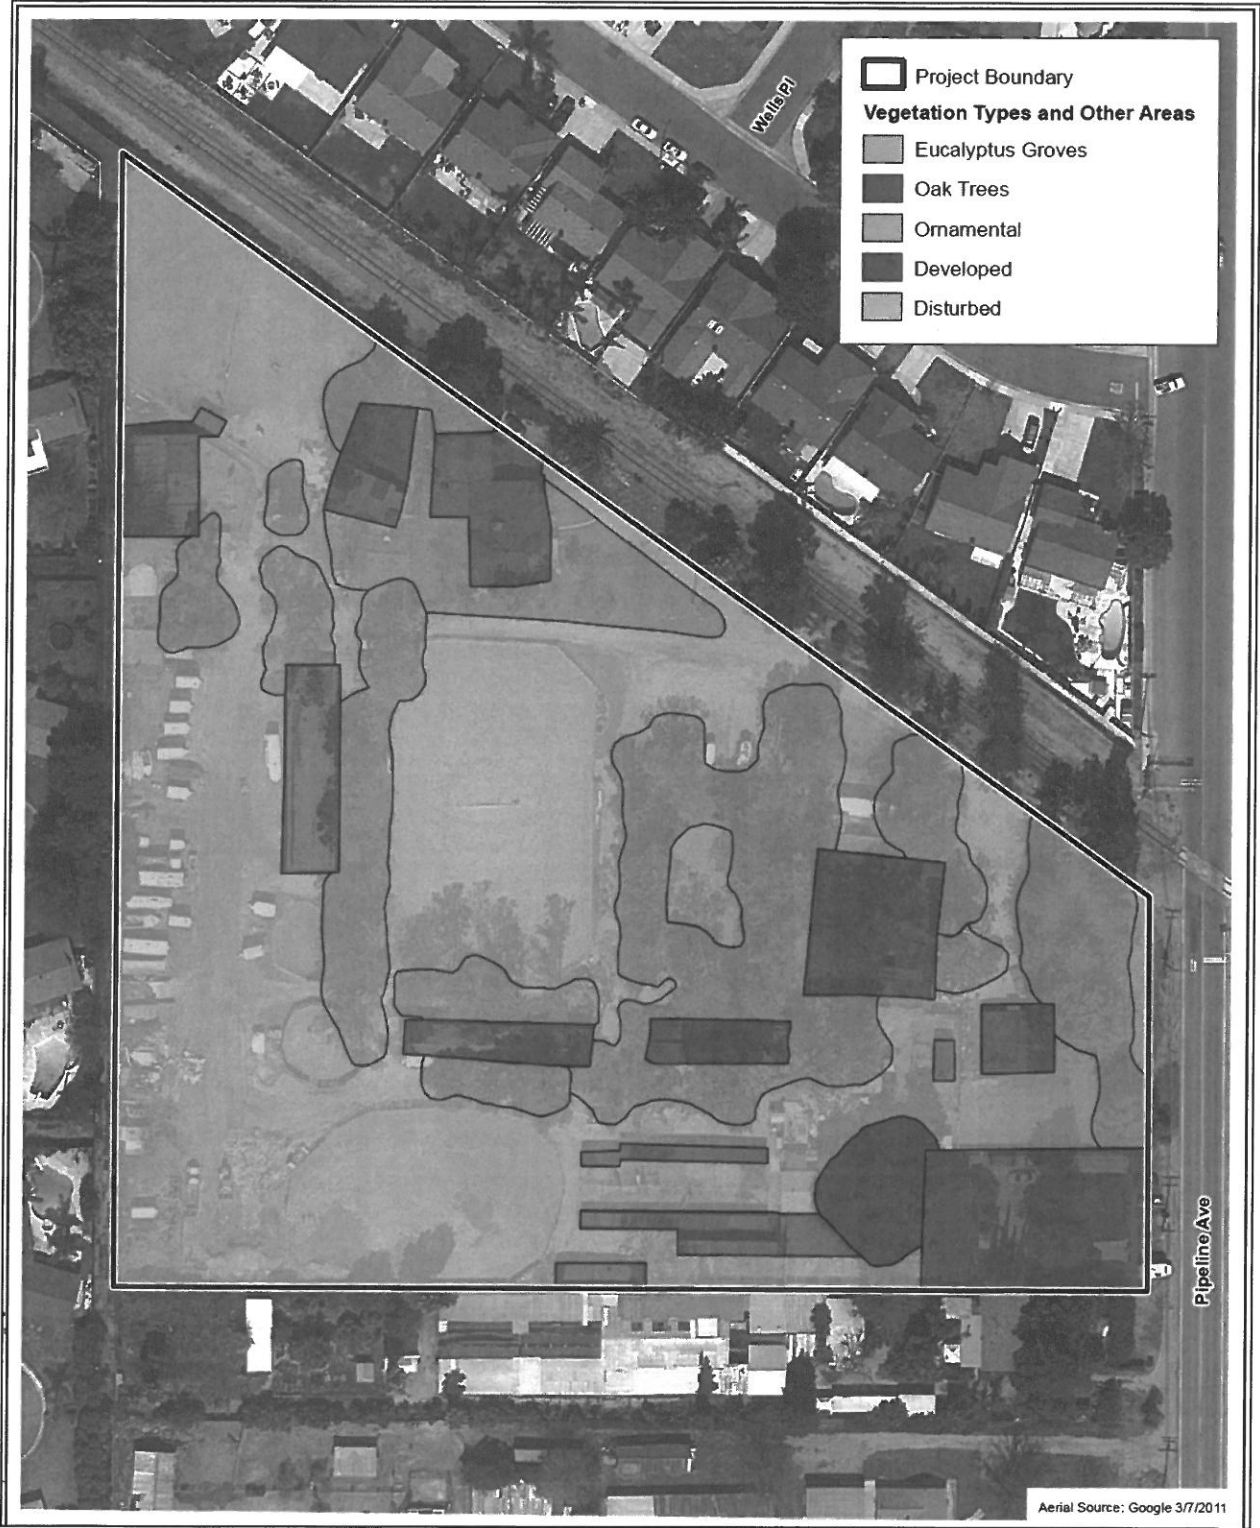 Wells Pl
Project Boundary
Vegetation Types and Other Areas
Eucalyptus Groves
Oak Trees
Ornamental
Developed
Disturbed
Pipeline Ave
Aerial Source: Google 3/7/2011